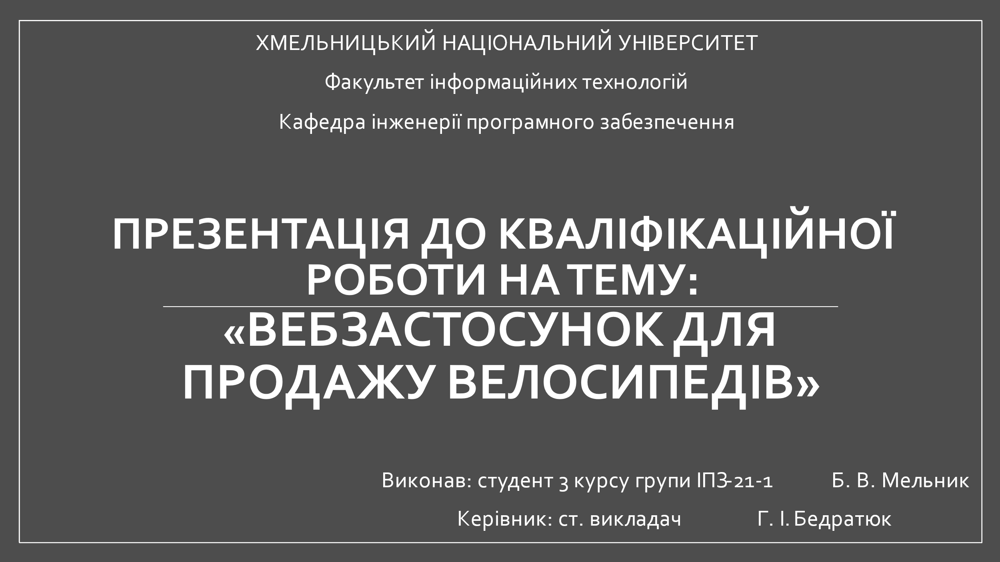 ХМЕЛЬНИЦЬКИЙ НАЦІОНАЛЬНИЙ УНІВЕРСИТЕТ
Факультет інформаційних технологій
Кафедра інженерії програмного забезпечення
ПРЕЗЕНТАЦІЯ ДО КВАЛІФІКАЦІЙНОЇ
РОБОТИ НА ТЕМУ:
«ВЕБЗАСТОСУНОК ДЛЯ
ПРОДАЖУ ВЕЛОСИПЕДІВ»
Виконав: студент 3 курсу групи ІПЗ-21-1 Б. В. Мельник
Керівник: ст. викладач Г. І. Бедратюк